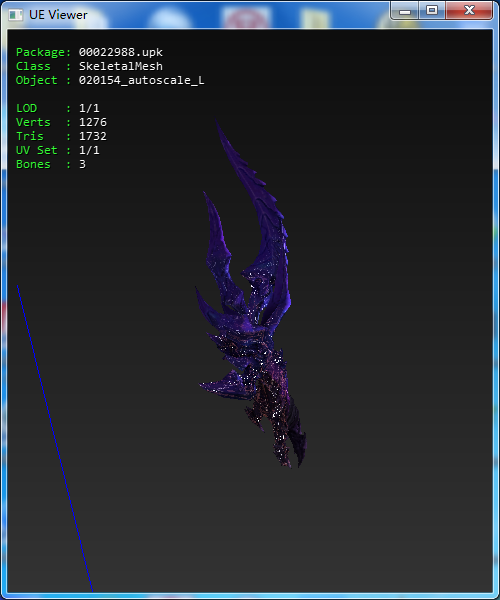 UE Viewer
Package: 00022988.upk
Class : SkeletalMesh
Object : 020154_autoscale_L
LOD : 1/1
Verts : 1276
Tris : 1732
UV Set : 1/1
Bones : 3